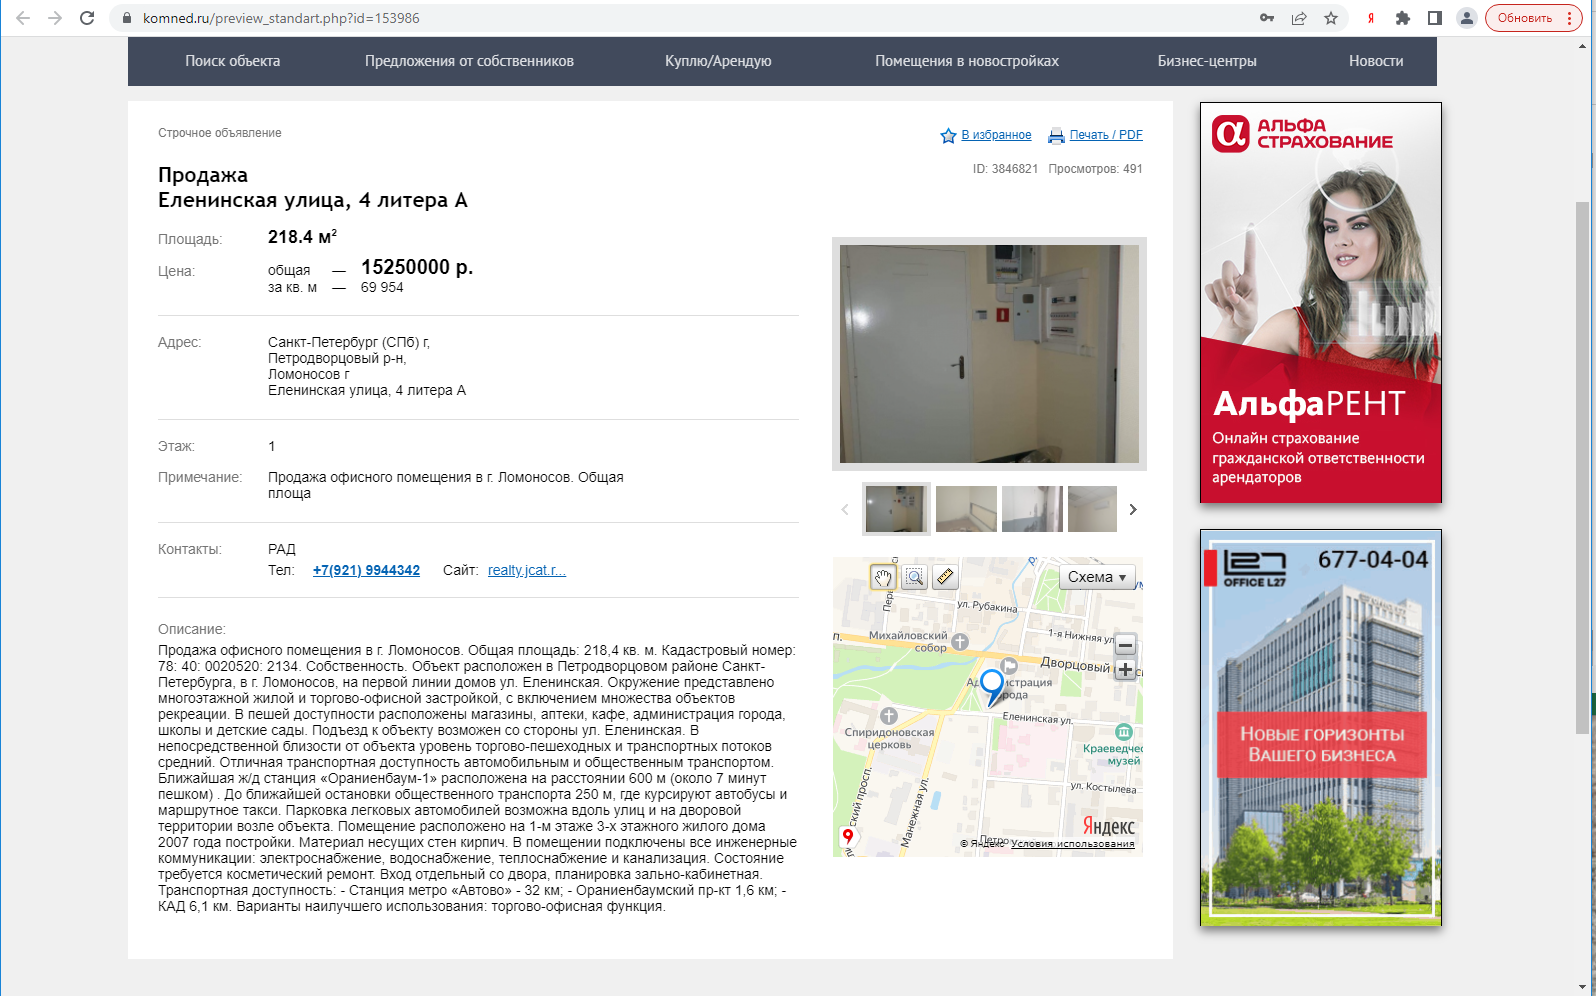 komned.ru/preview_standart.php?id=153986
Я
Обновить
Поиск объекта
Предложения от собственников
Куплю/Арендую
Помещения в новостройках
Бизнес-центры
Новости
Строчное объявление
В избранное
Печать / PDF
ID: 3846821 Просмотров: 491
Продажа
Еленинская улица, 4 литера А
Площадь: 218.4 м²
Цена: общая — 15250000 р.
за кв. м — 69 954
Адрес: Санкт-Петербург (СПб) г,
Петродворцовый р-н,
Ломоносов г
Еленинская улица, 4 литера А
Этаж: 1
Примечание: Продажа офисного помещения в г. Ломоносов. Общая
площа
Контакты: РАД
Тел: +7(921) 9944342 Сайт: realty.jcat.r...
Описание:
Продажа офисного помещения в г. Ломоносов. Общая площадь: 218,4 кв. м. Кадастровый номер:
78: 40: 0020520: 2134. Собственность. Объект расположен в Петродворцовом районе Санкт-
Петербурга, в г. Ломоносов, на первой линии домов ул. Еленинская. Окружение представлено
многоэтажной жилой и торгово-офисной застройкой, с включением множества объектов
рекреации. В пешей доступности расположены магазины, аптеки, кафе, администрация города,
школы и детские сады. Подъезд к объекту возможен со стороны ул. Еленинская. В
непосредственной близости от объекта уровень торгово-пешеходных и транспортных потоков
средний. Отличная транспортная доступность автомобильным и общественным транспортом.
Ближайшая ж/д станция «Ораниенбаум-1» расположена на расстоянии 600 м (около 7 минут
пешком) . До ближайшей остановки общественного транспорта 250 м, где курсируют автобусы и
маршрутное такси. Парковка легковых автомобилей возможна вдоль улиц и на дворовой
территории возле объекта. Помещение расположено на 1-м этаже 3-х этажного жилого дома
2007 года постройки. Материал несущих стен кирпич. В помещении подключены все инженерные
коммуникации: электроснабжение, водоснабжение, теплоснабжение и канализация. Состояние
требуется косметический ремонт. Вход отдельный со двора, планировка зально-кабинетная.
Транспортная доступность: - Станция метро «Автово» - 32 км; - Ораниенбаумский пр-кт 1,6 км; -
КАД 6,1 км. Варианты наилучшего использования: торгово-офисная функция.
Схема
ул. Рубакина
1-я Нижняя ул.
Михайловский
собор
Дворцовый
Еленинская ул.
Спиридоновская
церковь
Краеведчес
музей
ул. Костылева
Манежная ул.
Яндекс
© Яндекс Условия использования
АЛЬФА
СТРАХОВАНИЕ
АльфаРЕНТ
Онлайн страхование
гражданской ответственности
арендаторов
L27
OFFICE L27
677-04-04
Новые горизонты
Вашего бизнеса